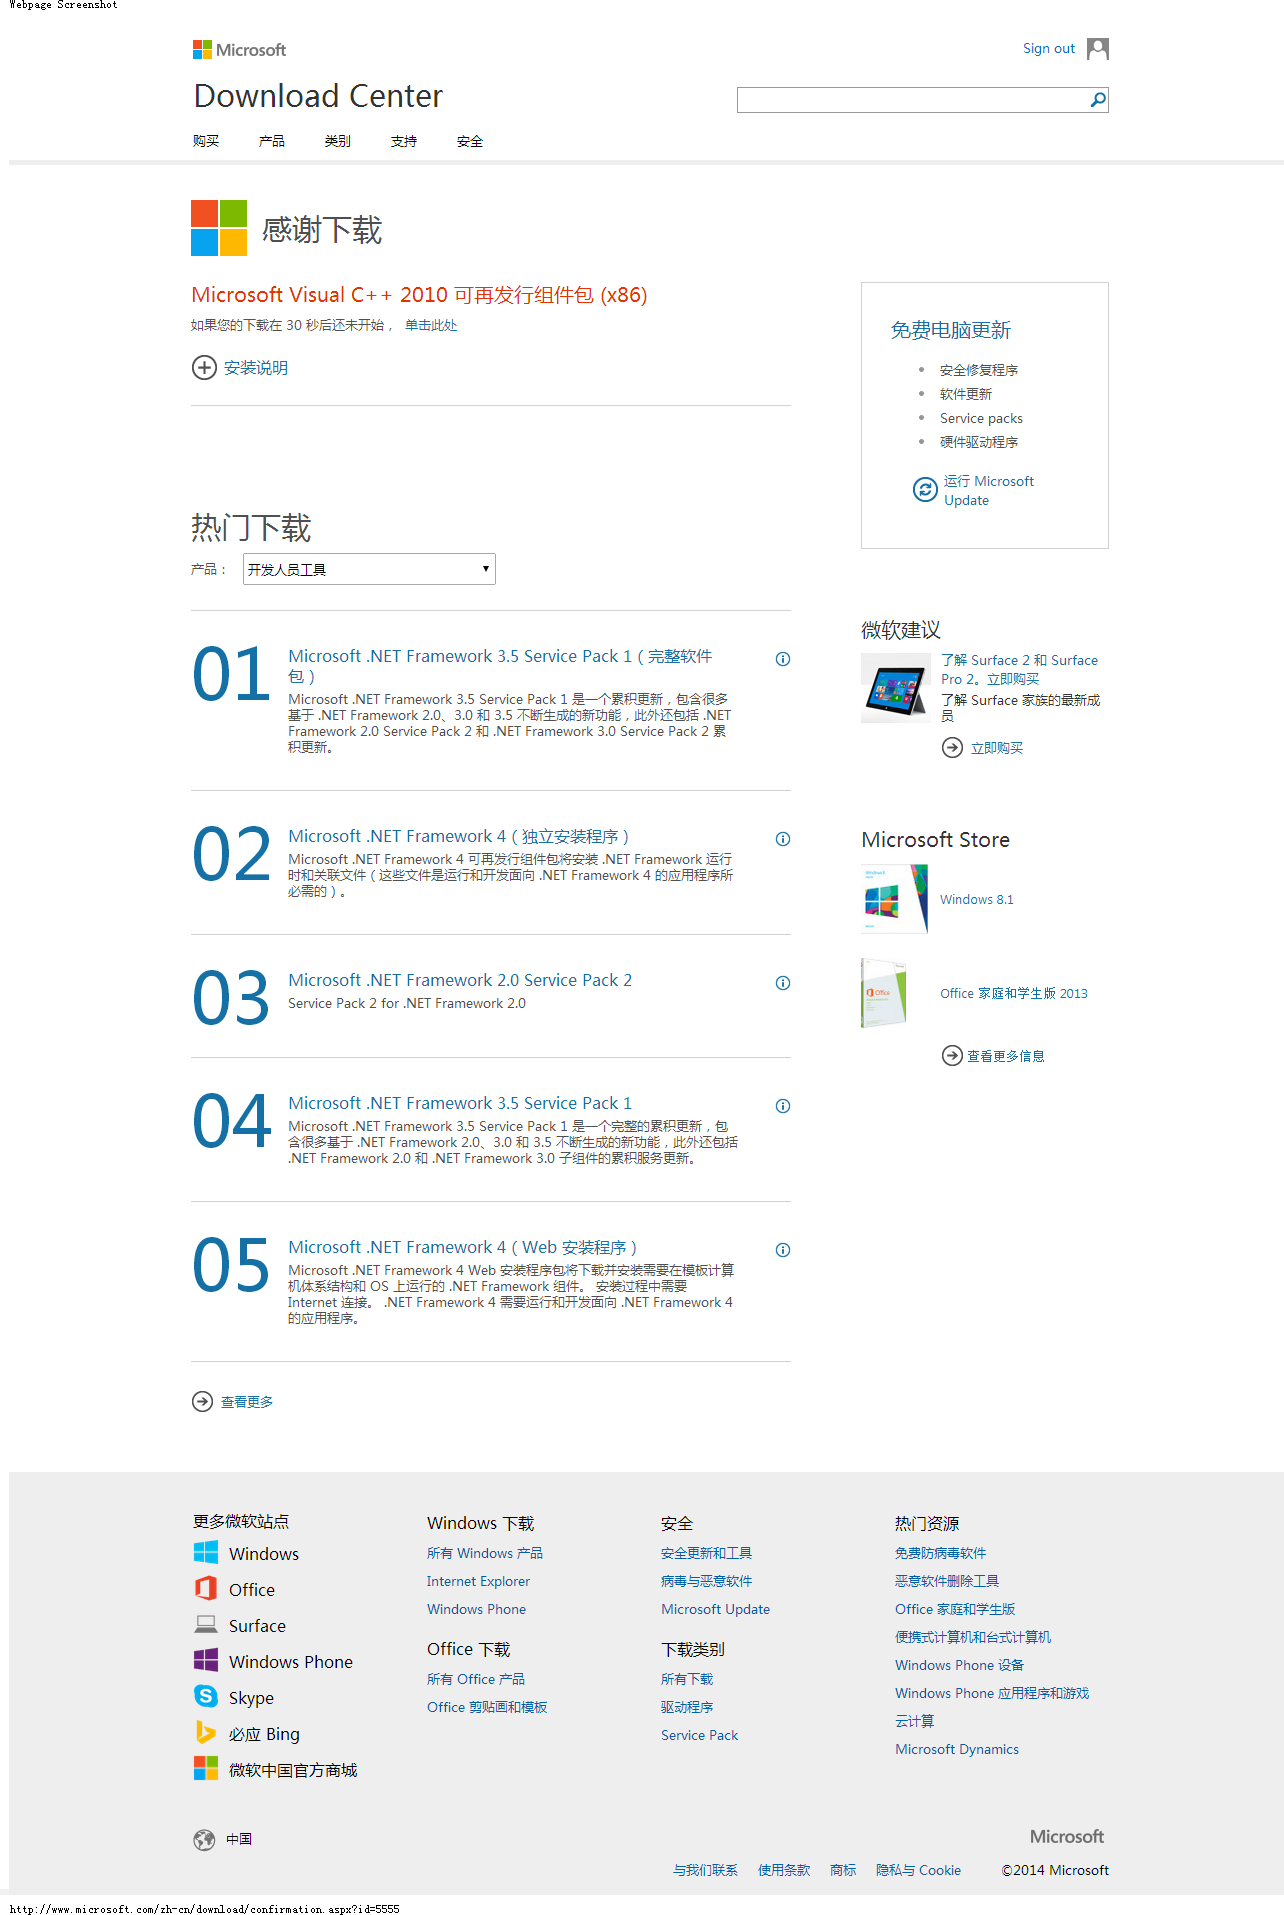 Webpage Screenshot
Microsoft
Sign out
Download Center
购买 产品 类别 支持 安全
感谢下载
Microsoft Visual C++ 2010 可再发行组件包 (x86)
如果您的下载在 30 秒后还未开始， 单击此处
安装说明
免费电脑更新
安全修复程序
软件更新
Service packs
硬件驱动程序
运行 Microsoft
Update
热门下载
产品： 开发人员工具
01
Microsoft .NET Framework 3.5 Service Pack 1（完整软件
包）
Microsoft .NET Framework 3.5 Service Pack 1 是一个累积更新，包含很多
基于 .NET Framework 2.0、3.0 和 3.5 不断生成的新功能，此外还包括 .NET
Framework 2.0 Service Pack 2 和 .NET Framework 3.0 Service Pack 2 累
积更新。
02
Microsoft .NET Framework 4（独立安装程序）
Microsoft .NET Framework 4 可再发行组件包将安装 .NET Framework 运行
时和关联文件（这些文件是运行和开发面向 .NET Framework 4 的应用程序所
必需的）。
03
Microsoft .NET Framework 2.0 Service Pack 2
Service Pack 2 for .NET Framework 2.0
04
Microsoft .NET Framework 3.5 Service Pack 1
Microsoft .NET Framework 3.5 Service Pack 1 是一个完整的累积更新，包
含很多基于 .NET Framework 2.0、3.0 和 3.5 不断生成的新功能，此外还包括
.NET Framework 2.0 和 .NET Framework 3.0 子组件的累积服务更新。
05
Microsoft .NET Framework 4（Web 安装程序）
Microsoft .NET Framework 4 Web 安装程序包将下载并安装需要在模板计算
机体系结构和 OS 上运行的 .NET Framework 组件。 安装过程中需要
Internet 连接。 .NET Framework 4 需要运行和开发面向 .NET Framework 4
的应用程序。
查看更多
微软建议
了解 Surface 2 和 Surface
Pro 2。立即购买
了解 Surface 家族的最新成
员
立即购买
Microsoft Store
Windows 8.1
Office 家庭和学生版 2013
查看更多信息
更多微软站点
Windows
Office
Surface
Windows Phone
Skype
必应 Bing
微软中国官方商城
Windows 下载
所有 Windows 产品
Internet Explorer
Windows Phone
Office 下载
所有 Office 产品
Office 剪贴画和模板
安全
安全更新和工具
病毒与恶意软件
Microsoft Update
下载类别
所有下载
驱动程序
Service Pack
热门资源
免费防病毒软件
恶意软件删除工具
Office 家庭和学生版
便携式计算机和台式计算机
Windows Phone 设备
Windows Phone 应用程序和游戏
云计算
Microsoft Dynamics
中国
Microsoft
与我们联系 使用条款 商标 隐私与 Cookie ©2014 Microsoft
http://www.microsoft.com/zh-cn/download/confirmation.aspx?id=5555